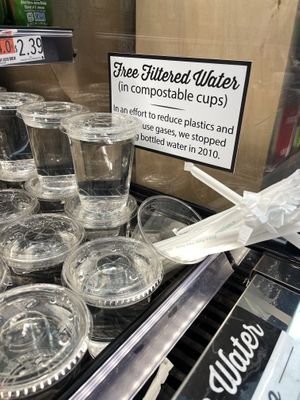 2.39
Free Filtered Water
(in compostable cups)
In an effort to reduce plastics and
use gases, we stopped
bottled water in 2010.
Water